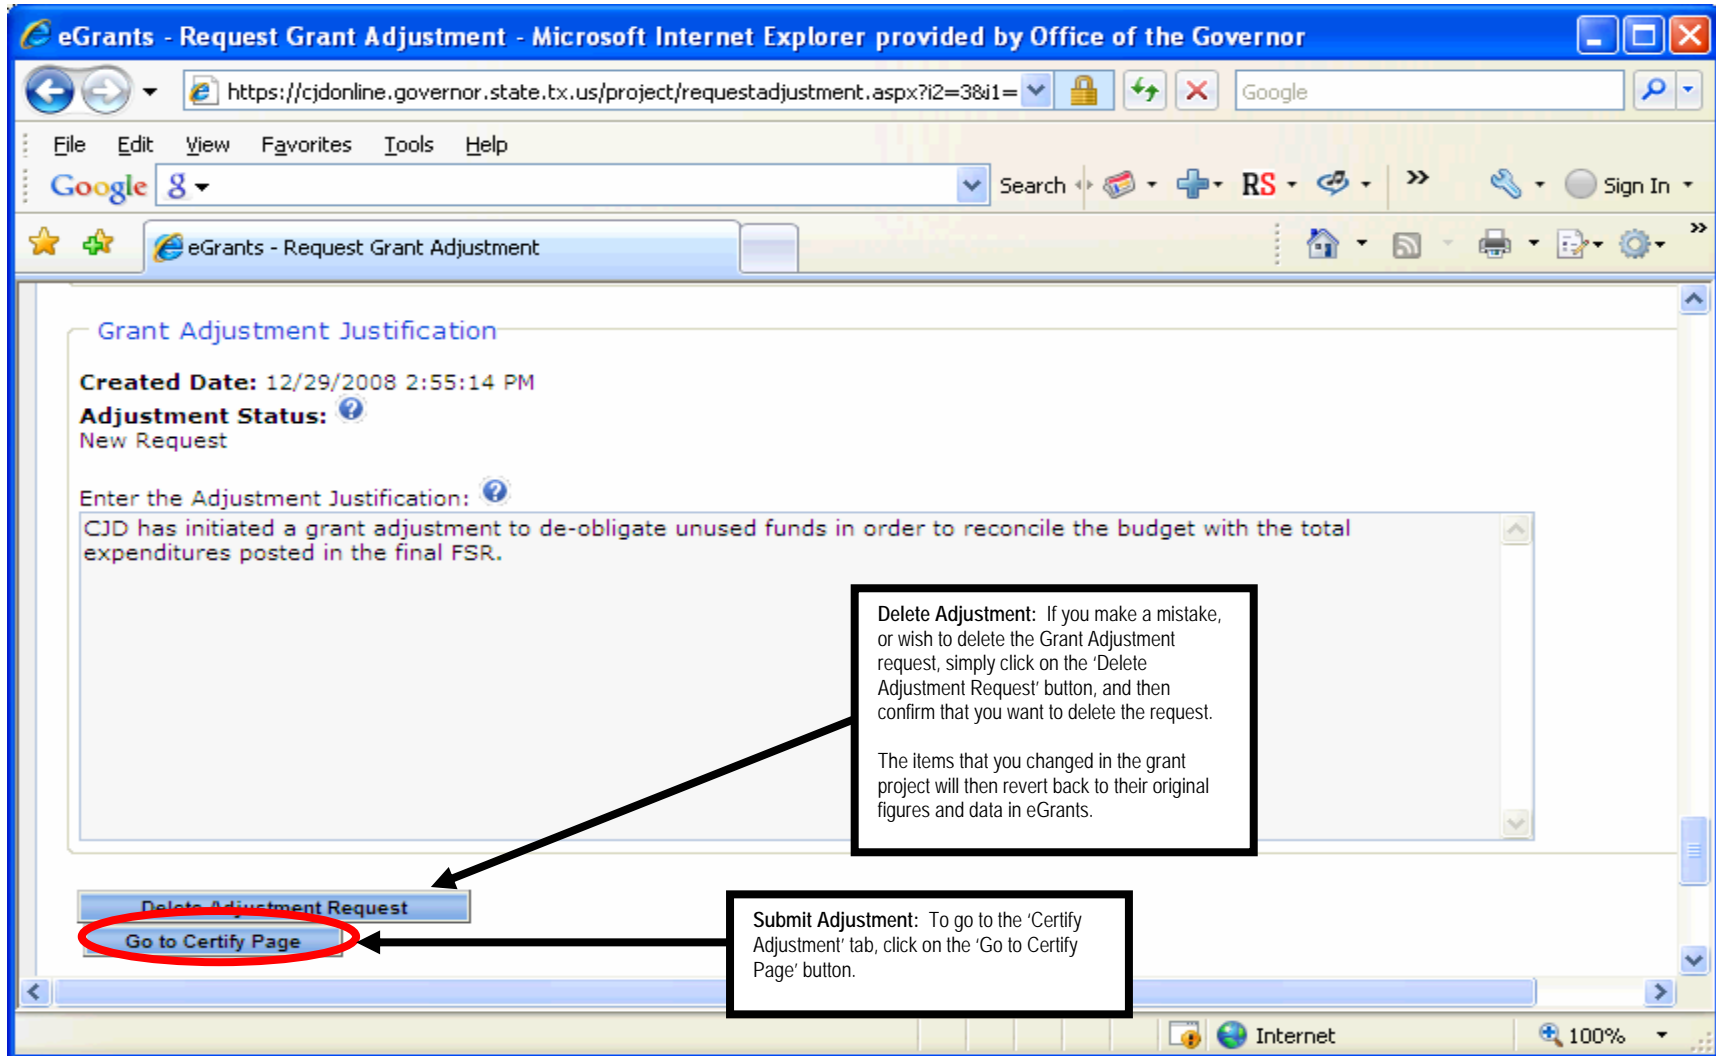 eGrants - Request Grant Adjustment - Microsoft Internet Explorer provided by Office of the Governor
https://cjdonline.governor.state.tx.us/project/requestadjustment.aspx?i2=3&i1=
Google
File Edit View Favorites Tools Help
Google g Search RS » Sign In
eGrants - Request Grant Adjustment »
Grant Adjustment Justification
Created Date: 12/29/2008 2:55:14 PM
Adjustment Status: ?
New Request
Enter the Adjustment Justification: ?
CJD has initiated a grant adjustment to de-obligate unused funds in order to reconcile the budget with the total
expenditures posted in the final FSR.
Delete Adjustment: If you make a mistake,
or wish to delete the Grant Adjustment
request, simply click on the ‘Delete
Adjustment Request’ button, and then
confirm that you want to delete the request.
The items that you changed in the grant
project will then revert back to their original
figures and data in eGrants.
Delete Adjustment Request
Go to Certify Page
Submit Adjustment: To go to the ‘Certify
Adjustment’ tab, click on the ‘Go to Certify
Page’ button.
Internet 100%